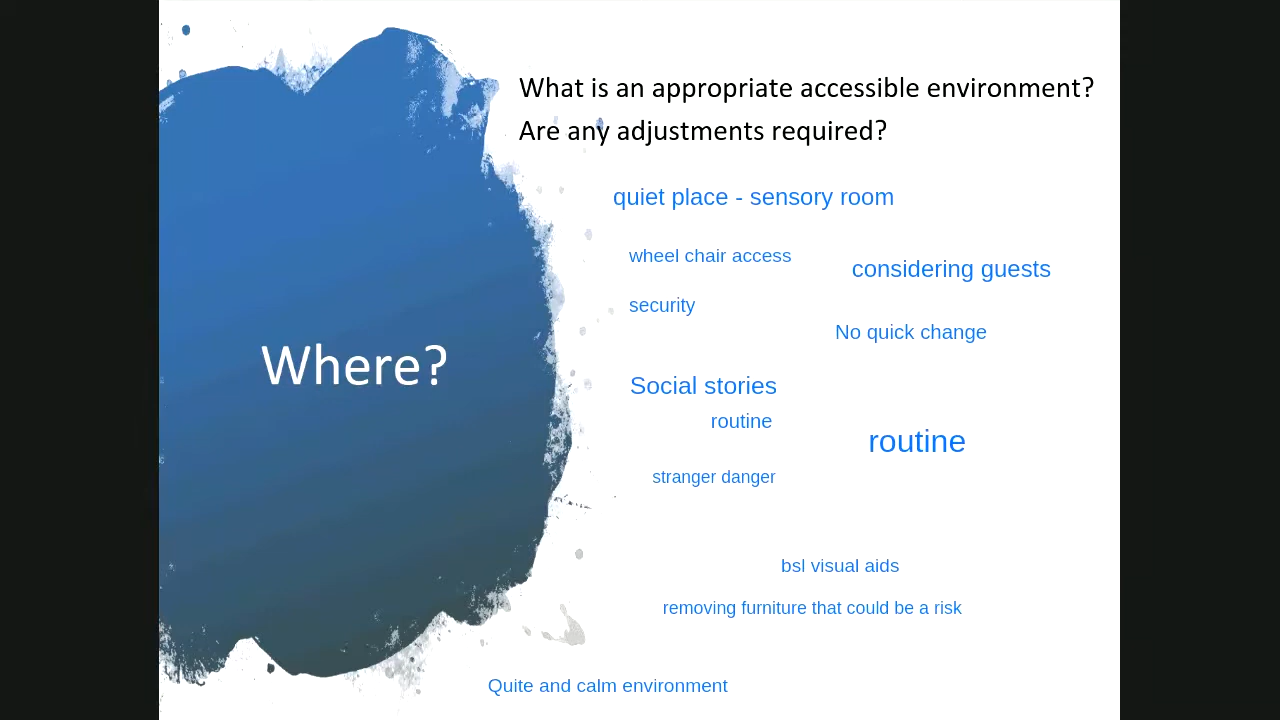 What is an appropriate accessible environment?
Are any adjustments required?
quiet place - sensory room
wheel chair access
considering guests
security
No quick change
Where?
Social stories
routine
routine
stranger danger
bsl visual aids
removing furniture that could be a risk
Quite and calm environment